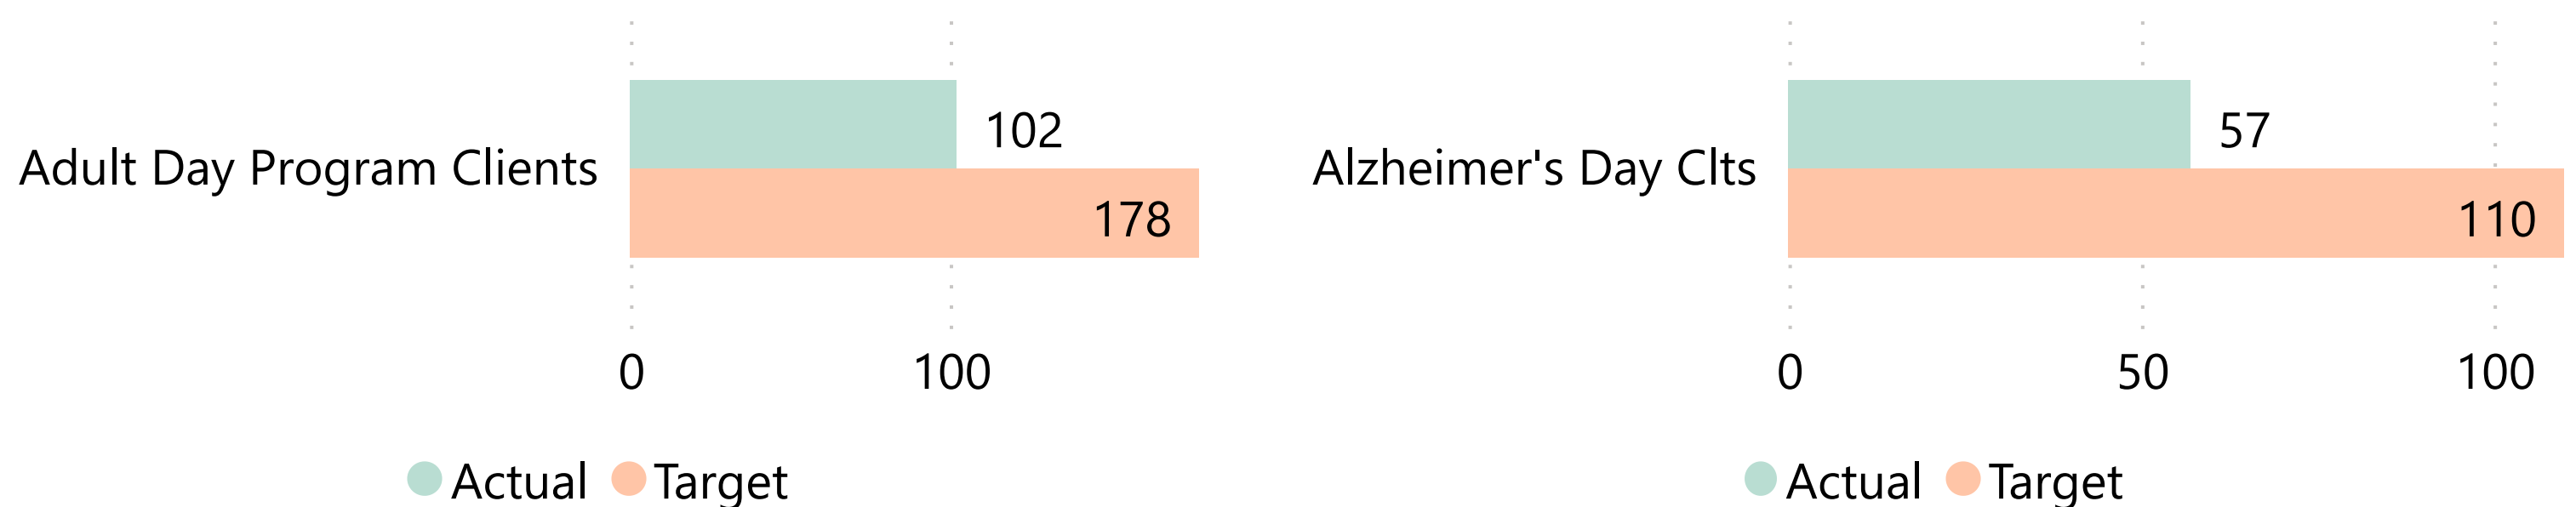 Adult Day Program Clients
102
178
0 100
Actual Target
Alzheimer's Day Clts
57
110
0 50 100
Actual Target